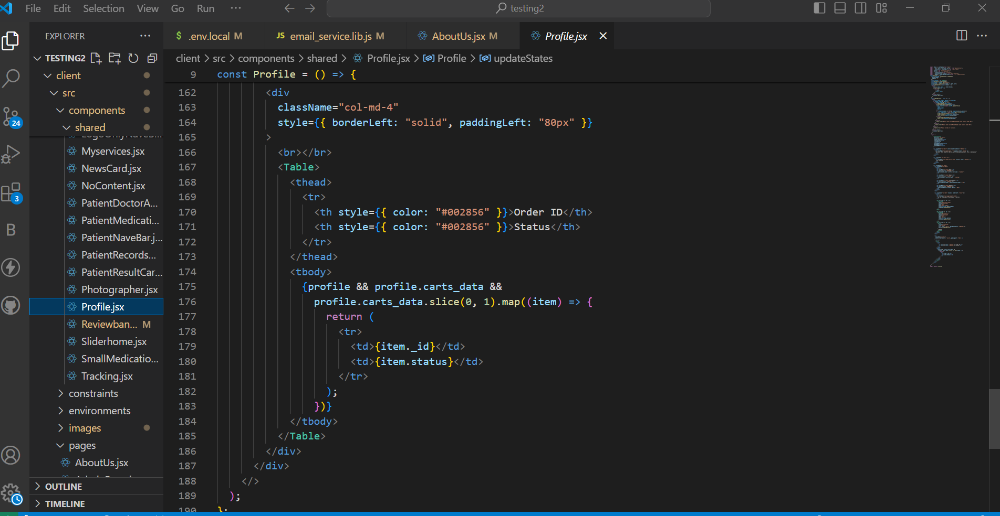 File Edit Selection View Go Run ···
testing2
EXPLORER ···
$ .env.local M
JS email_service.lib.js M
AboutUs.jsx M
Profile.jsx
TESTING2
client > src > components > shared > Profile.jsx > Profile > updateStates
client
src
components
shared
Myservices.jsx
NewsCard.jsx
NoContent.jsx
PatientDoctorA...
PatientMedicati...
PatientNaveBar.j...
PatientRecords...
PatientResultCar...
Photographer.jsx
Profile.jsx
Reviewban... M
Sliderhome.jsx
SmallMedicatio...
Tracking.jsx
constraints
environments
images
pages
AboutUs.jsx
OUTLINE
TIMELINE
24
3
B
9 const Profile = () => {
162 <div
163 className="col-md-4"
164 style={{ borderLeft: "solid", paddingLeft: "80px" }}
165 >
166 <br></br>
167 <Table>
168 <thead>
169 <tr>
170 <th style={{ color: "#002856" }}>Order ID</th>
171 <th style={{ color: "#002856" }}>Status</th>
172 </tr>
173 </thead>
174 <tbody>
175 {profile && profile.carts_data &&
176 profile.carts_data.slice(0, 1).map((item) => {
177 return (
178 <tr>
179 <td>{item._id}</td>
180 <td>{item.status}</td>
181 </tr>
182 );
183 })}
184 </tbody>
185 </Table>
186 </div>
187 </div>
188 </>
189 );
190 };